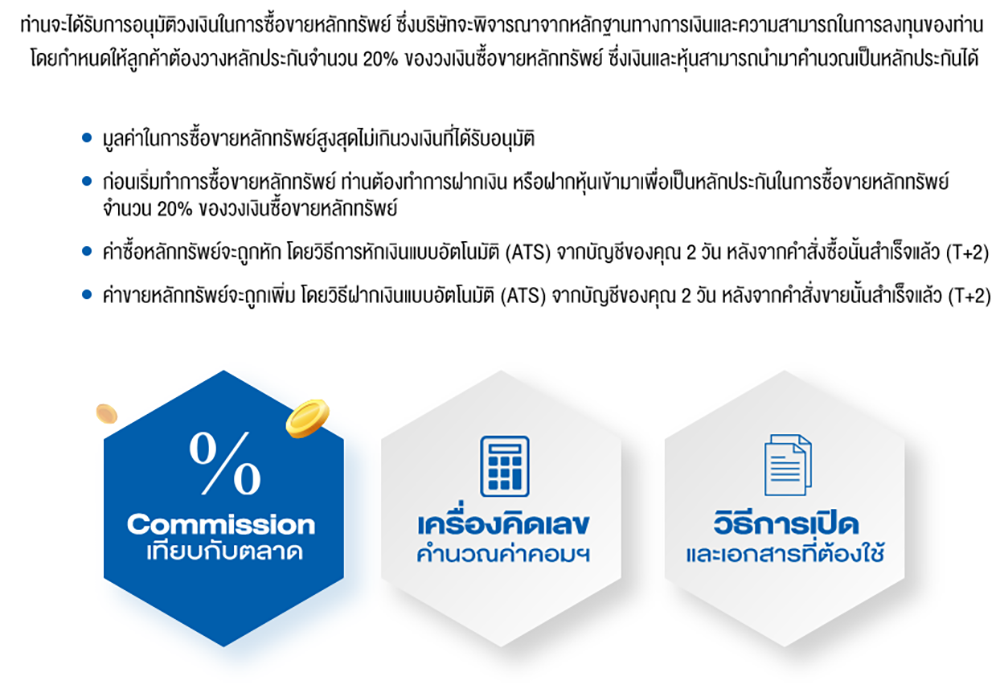 ท่านจะได้รับการอนุมัติวงเงินในการซื้อขายหลักทรัพย์ ซึ่งบริษัทจะพิจารณาจากหลักฐานทางการเงินและความสามารถในการลงทุนของท่าน
โดยกำหนดให้ลูกค้าต้องวางหลักประกันจำนวน 20% ของวงเงินซื้อขายหลักทรัพย์ ซึ่งเงินและหุ้นสามารถนำมาคำนวณเป็นหลักประกันได้
• มูลค่าในการซื้อขายหลักทรัพย์สูงสุดไม่เกินวงเงินที่ได้รับอนุมัติ
• ก่อนเริ่มทำการซื้อขายหลักทรัพย์ ท่านต้องทำการฝากเงิน หรือฝากหุ้นเข้ามาเพื่อเป็นหลักประกันในการซื้อขายหลักทรัพย์
จำนวน 20% ของวงเงินซื้อขายหลักทรัพย์
• ค่าซื้อหลักทรัพย์จะถูกหัก โดยวิธีการหักเงินแบบอัตโนมัติ (ATS) จากบัญชีของคุณ 2 วัน หลังจากคำสั่งซื้อนั้นสำเร็จแล้ว (T+2)
• ค่าขายหลักทรัพย์จะถูกเพิ่ม โดยวิธีฝากเงินแบบอัตโนมัติ (ATS) จากบัญชีของคุณ 2 วัน หลังจากคำสั่งขายนั้นสำเร็จแล้ว (T+2)
%
Commission
เทียบกับตลาด
เครื่องคิดเลข
คำนวณค่าคอมฯ
วิธีการเปิด
และเอกสารที่ต้องใช้